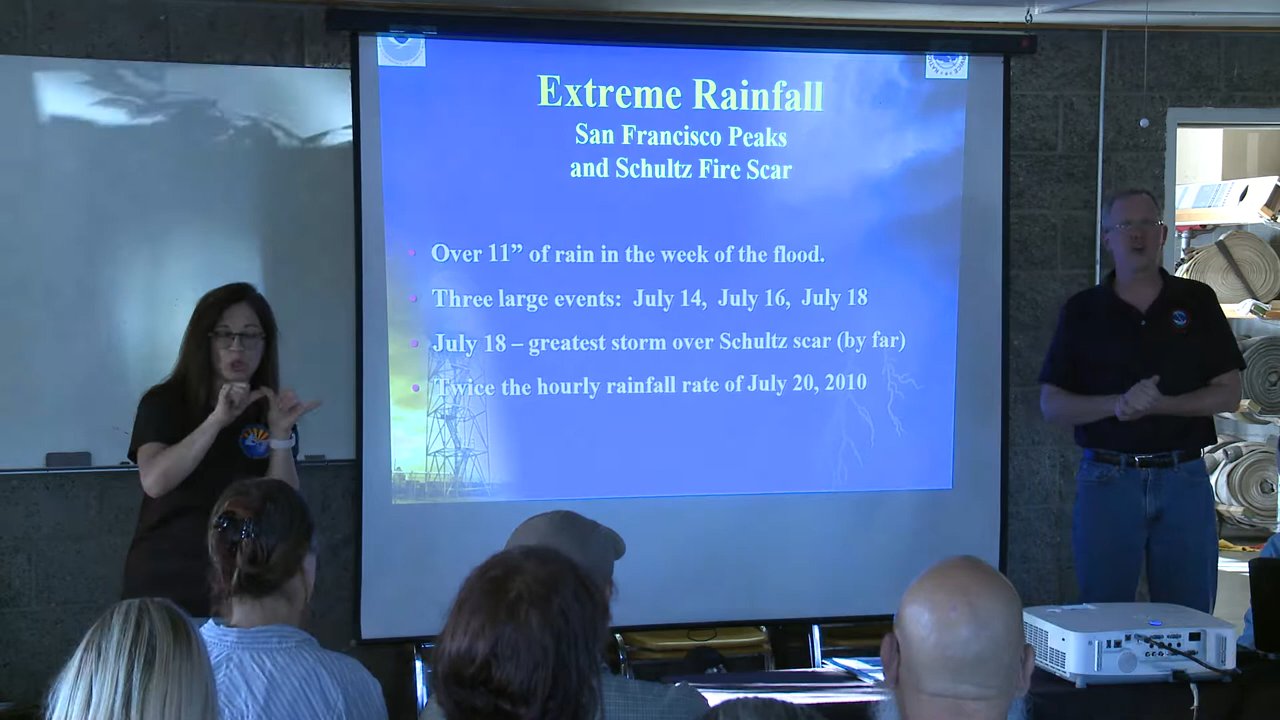 Extreme Rainfall
San Francisco Peaks
and Schultz Fire Scar
Over 11” of rain in the week of the flood.
Three large events: July 14, July 16, July 18
July 18 – greatest storm over Schultz scar (by far)
Twice the hourly rainfall rate of July 20, 2010